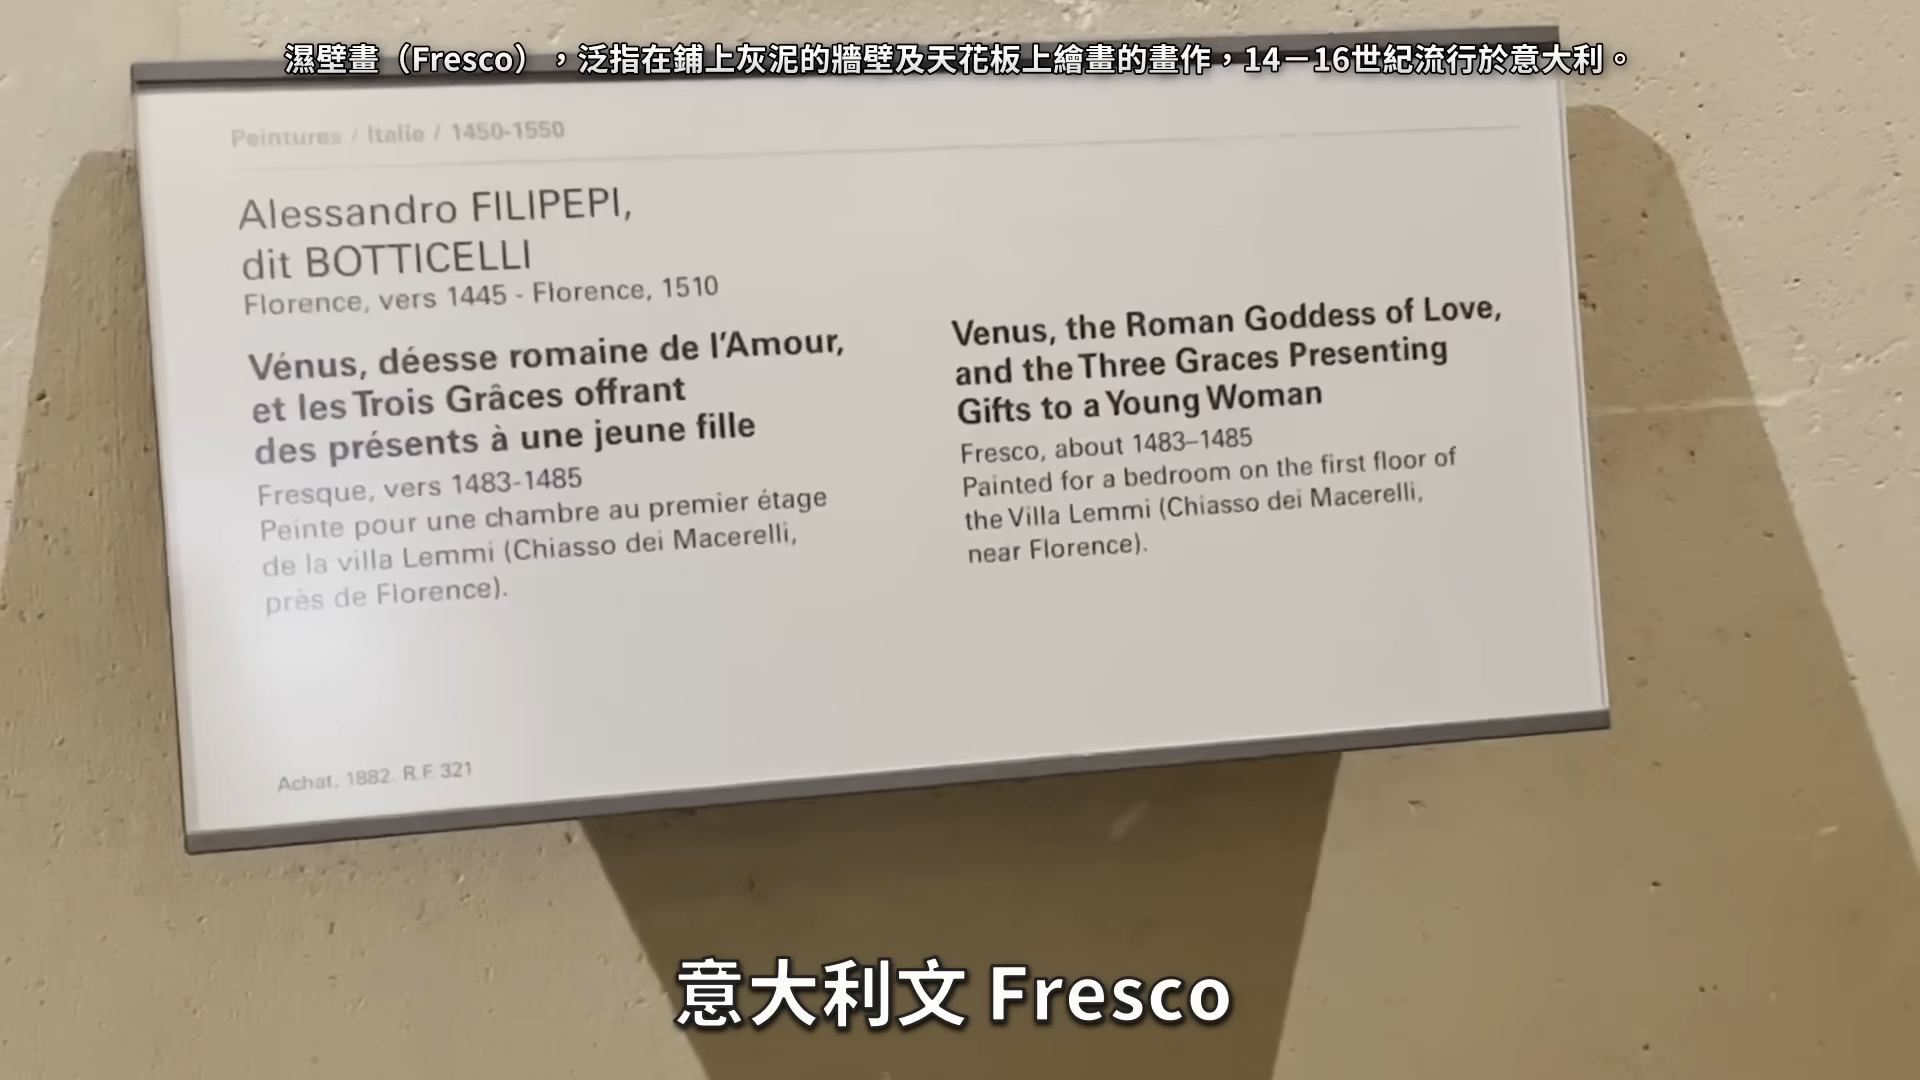 濕壁畫（Fresco），泛指在鋪上灰泥的牆壁及天花板上繪畫的畫作，14－16世紀流行於意大利。
Peintures / Italie / 1450-1550
Alessandro FILIPEPI,
dit BOTTICELLI
Florence, vers 1445 - Florence, 1510
Vénus, déesse romaine de l'Amour,
et les Trois Grâces offrant
des présents à une jeune fille
Fresque, vers 1483-1485
Peinte pour une chambre au premier étage
de la villa Lemmi (Chiasso dei Macerelli,
près de Florence).
Venus, the Roman Goddess of Love,
and the Three Graces Presenting
Gifts to a Young Woman
Fresco, about 1483–1485
Painted for a bedroom on the first floor of
the Villa Lemmi (Chiasso dei Macerelli,
near Florence).
Achat, 1882. R.F. 321
意大利文 Fresco